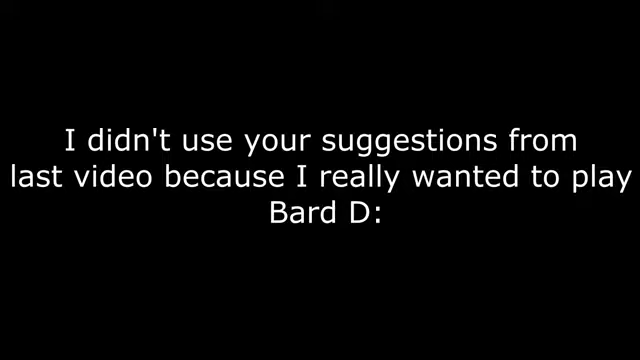 I didn't use your suggestions from
last video because I really wanted to play
Bard D: